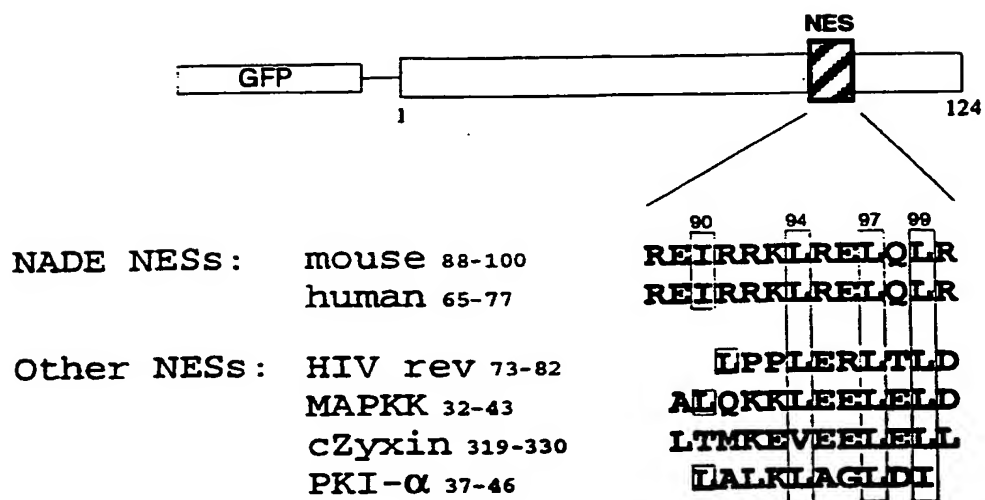 NES
GFP
1
124
90 94 97 99
NADE NESs: mouse 88-100 REIRRKLRELQLR
human 65-77 REIRRKLRELQLR
Other NESs: HIV rev 73-82 LPPLERLTLD
MAPKK 32-43 ALQKKLEELELD
cZyxin 319-330 LTMKEVEELELL
PKI-α 37-46 LALKLAGLDI